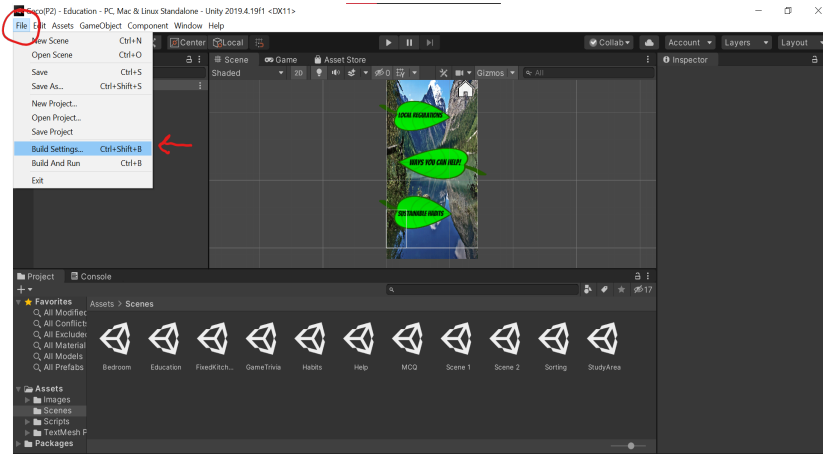 Soco(P2) - Education - PC, Mac & Linux Standalone - Unity 2019.4.19f1 <DX11>
File Edit Assets GameObject Component Window Help
New Scene Ctrl+N
Open Scene Ctrl+O
Save Ctrl+S
Save As... Ctrl+Shift+S
New Project...
Open Project...
Save Project
Build Settings... Ctrl+Shift+B
Build And Run Ctrl+B
Exit
Center Local
Collab Account Layers Layout
Scene Game Asset Store
Shaded 2D 0 Gizmos All
LOCAL REGULATIONS
WAYS YOU CAN HELP!
SUSTAINABLE HABITS
Inspector
Project Console
17
Favorites
All Modified
All Conflicts
All Excluded
All Material
All Models
All Prefabs
Assets
Images
Scenes
Scripts
TextMesh P
Packages
Assets > Scenes
Bedroom Education FixedKitch... GameTrivia Habits Help MCQ Scene 1 Scene 2 Sorting StudyArea